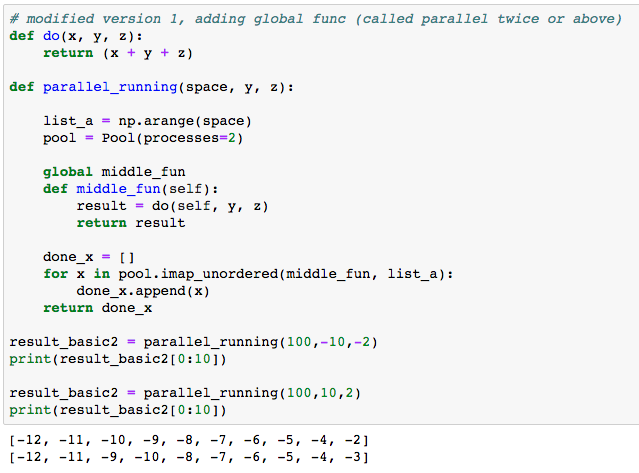 # modified version 1, adding global func (called parallel twice or above)
def do(x, y, z):
    return (x + y + z)

def parallel_running(space, y, z):

    list_a = np.arange(space)
    pool = Pool(processes=2)

    global middle_fun
    def middle_fun(self):
        result = do(self, y, z)
        return result

    done_x = []
    for x in pool.imap_unordered(middle_fun, list_a):
        done_x.append(x)
    return done_x

result_basic2 = parallel_running(100,-10,-2)
print(result_basic2[0:10])

result_basic2 = parallel_running(100,10,2)
print(result_basic2[0:10])

[-12, -11, -10, -9, -8, -7, -6, -5, -4, -2]
[-12, -11, -9, -10, -8, -7, -6, -5, -4, -3]